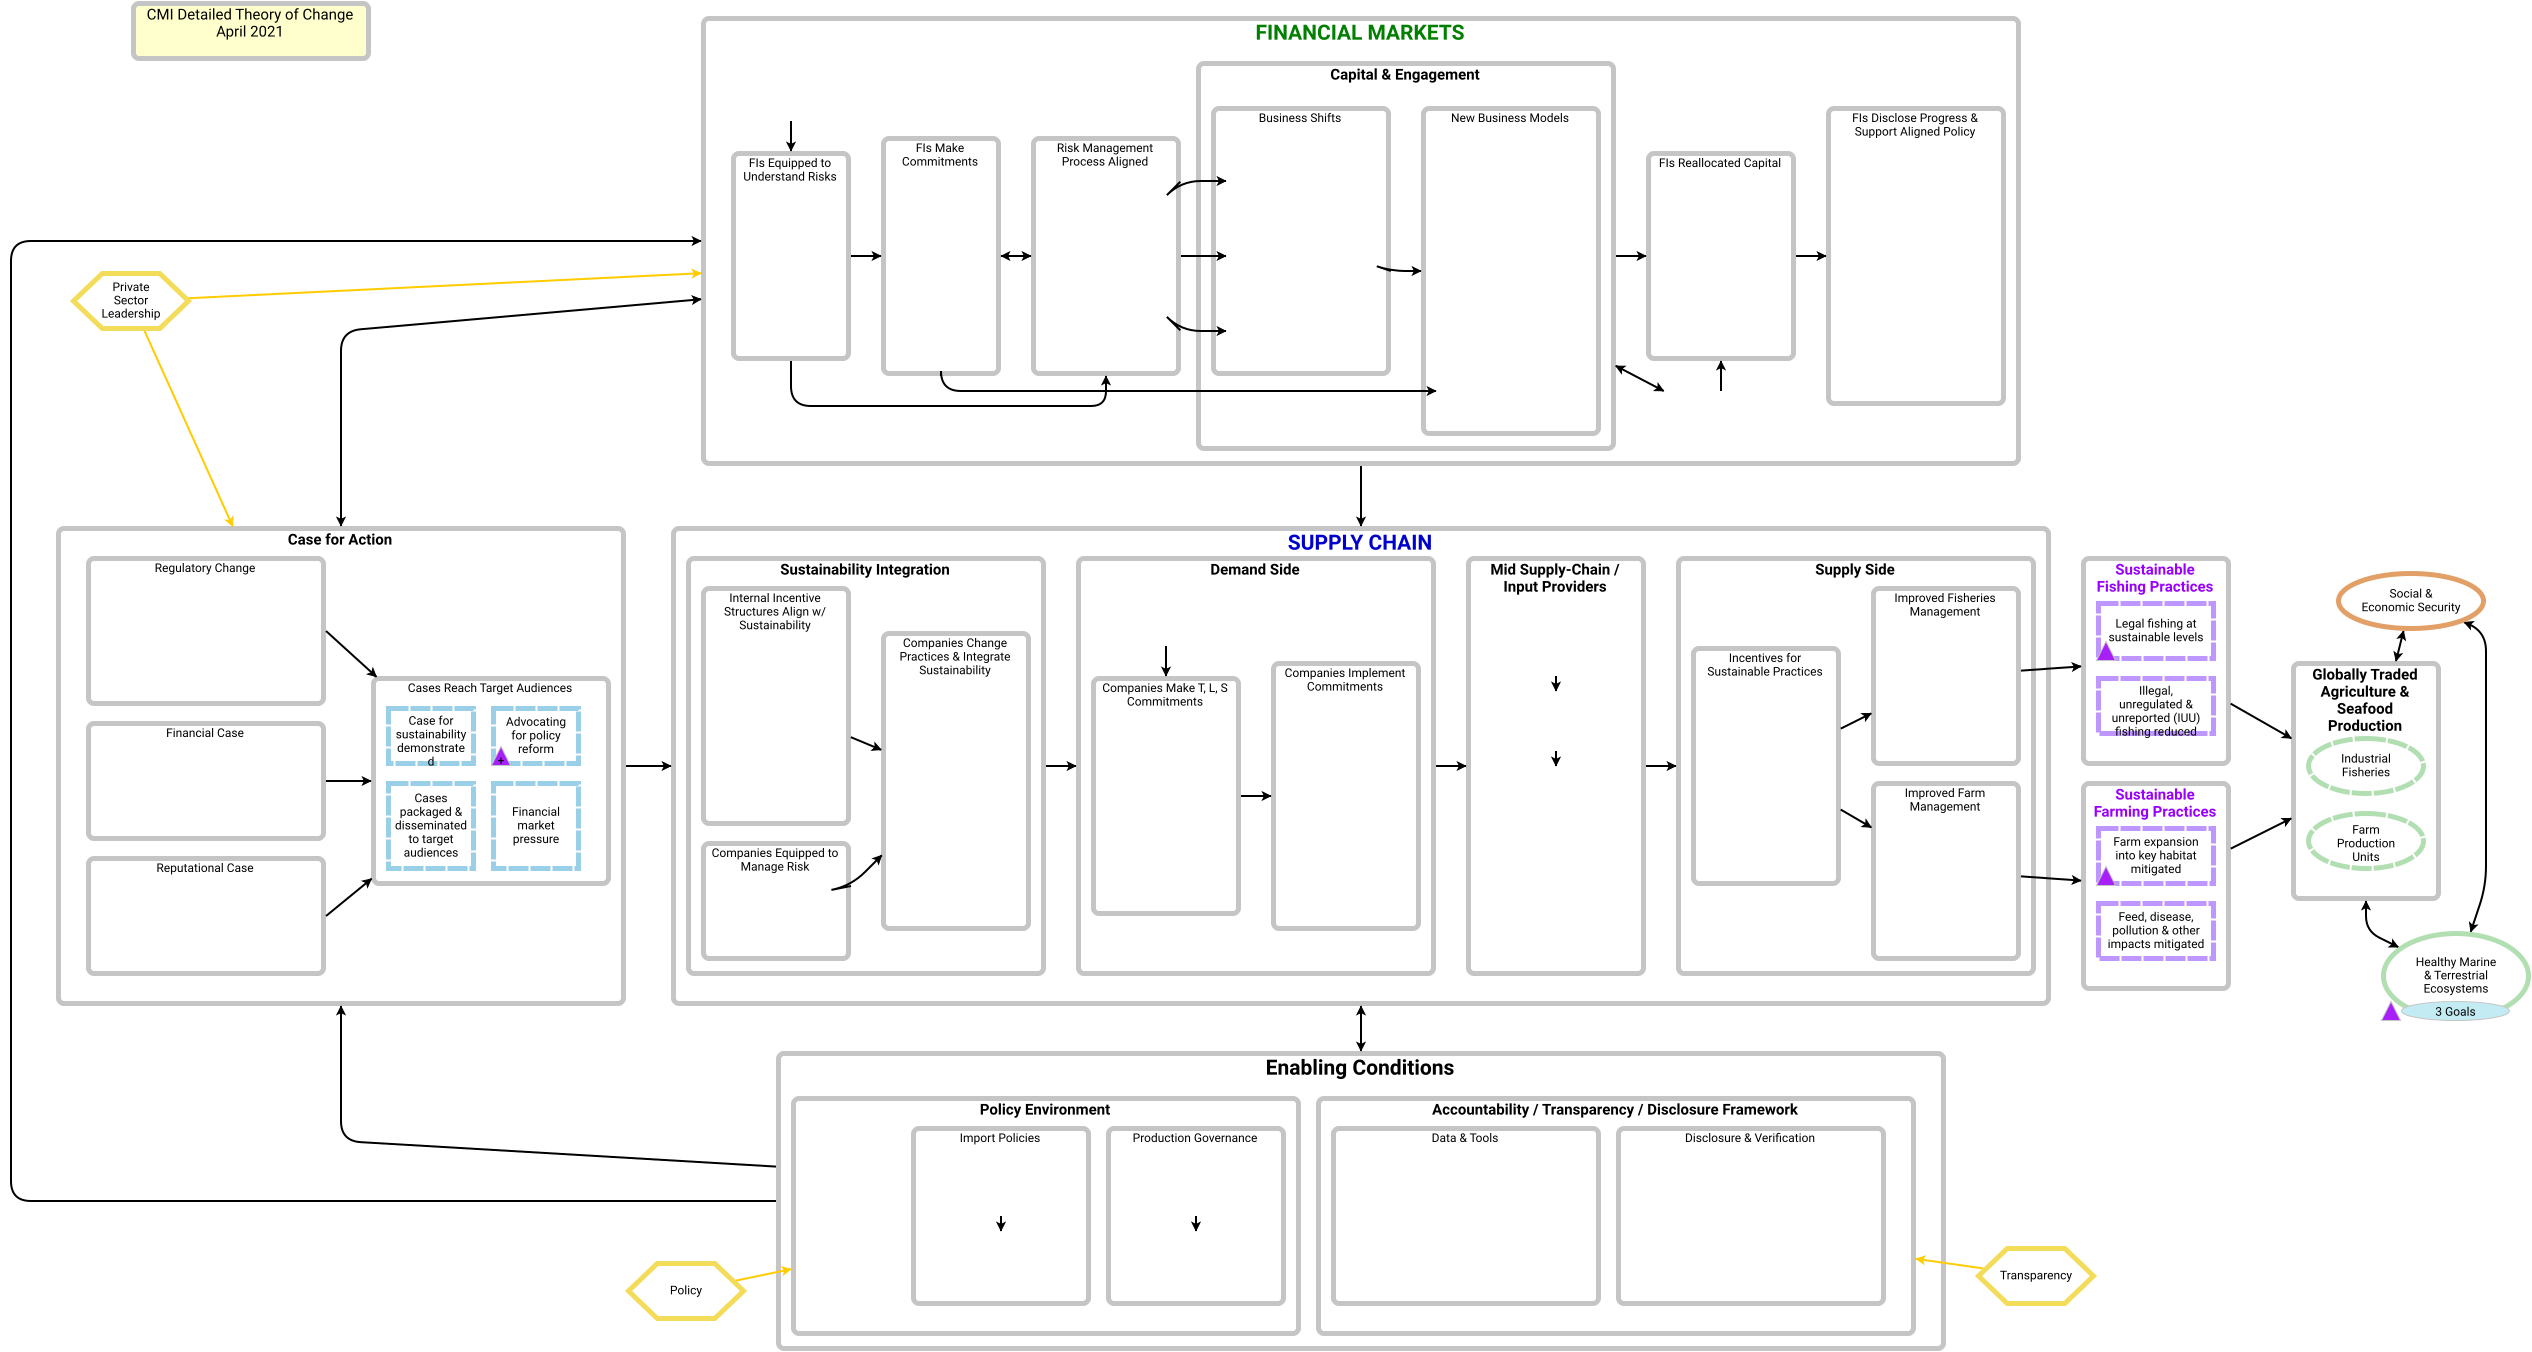 CMI Detailed Theory of Change
April 2021
FINANCIAL MARKETS
Capital & Engagement
FIs Equipped to
Understand Risks
FIs Make
Commitments
Risk Management
Process Aligned
Business Shifts
New Business Models
FIs Reallocated Capital
FIs Disclose Progress &
Support Aligned Policy
Private
Sector
Leadership
Case for Action
Regulatory Change
Financial Case
Reputational Case
Cases Reach Target Audiences
Case for
sustainability
demonstrate
d
Advocating
for policy
reform
+
Cases
packaged &
disseminated
to target
audiences
Financial
market
pressure
SUPPLY CHAIN
Sustainability Integration
Internal Incentive
Structures Align w/
Sustainability
Companies Equipped to
Manage Risk
Companies Change
Practices & Integrate
Sustainability
Demand Side
Companies Make T, L, S
Commitments
Companies Implement
Commitments
Mid Supply-Chain /
Input Providers
Supply Side
Incentives for
Sustainable Practices
Improved Fisheries
Management
Improved Farm
Management
Sustainable
Fishing Practices
Legal fishing at
sustainable levels
Illegal,
unregulated &
unreported (IUU)
fishing reduced
Sustainable
Farming Practices
Farm expansion
into key habitat
mitigated
Feed, disease,
pollution & other
impacts mitigated
Social &
Economic Security
Globally Traded
Agriculture &
Seafood
Production
Industrial
Fisheries
Farm
Production
Units
Healthy Marine
& Terrestrial
Ecosystems
3 Goals
Enabling Conditions
Policy Environment
Import Policies
Production Governance
Accountability / Transparency / Disclosure Framework
Data & Tools
Disclosure & Verification
Policy
Transparency